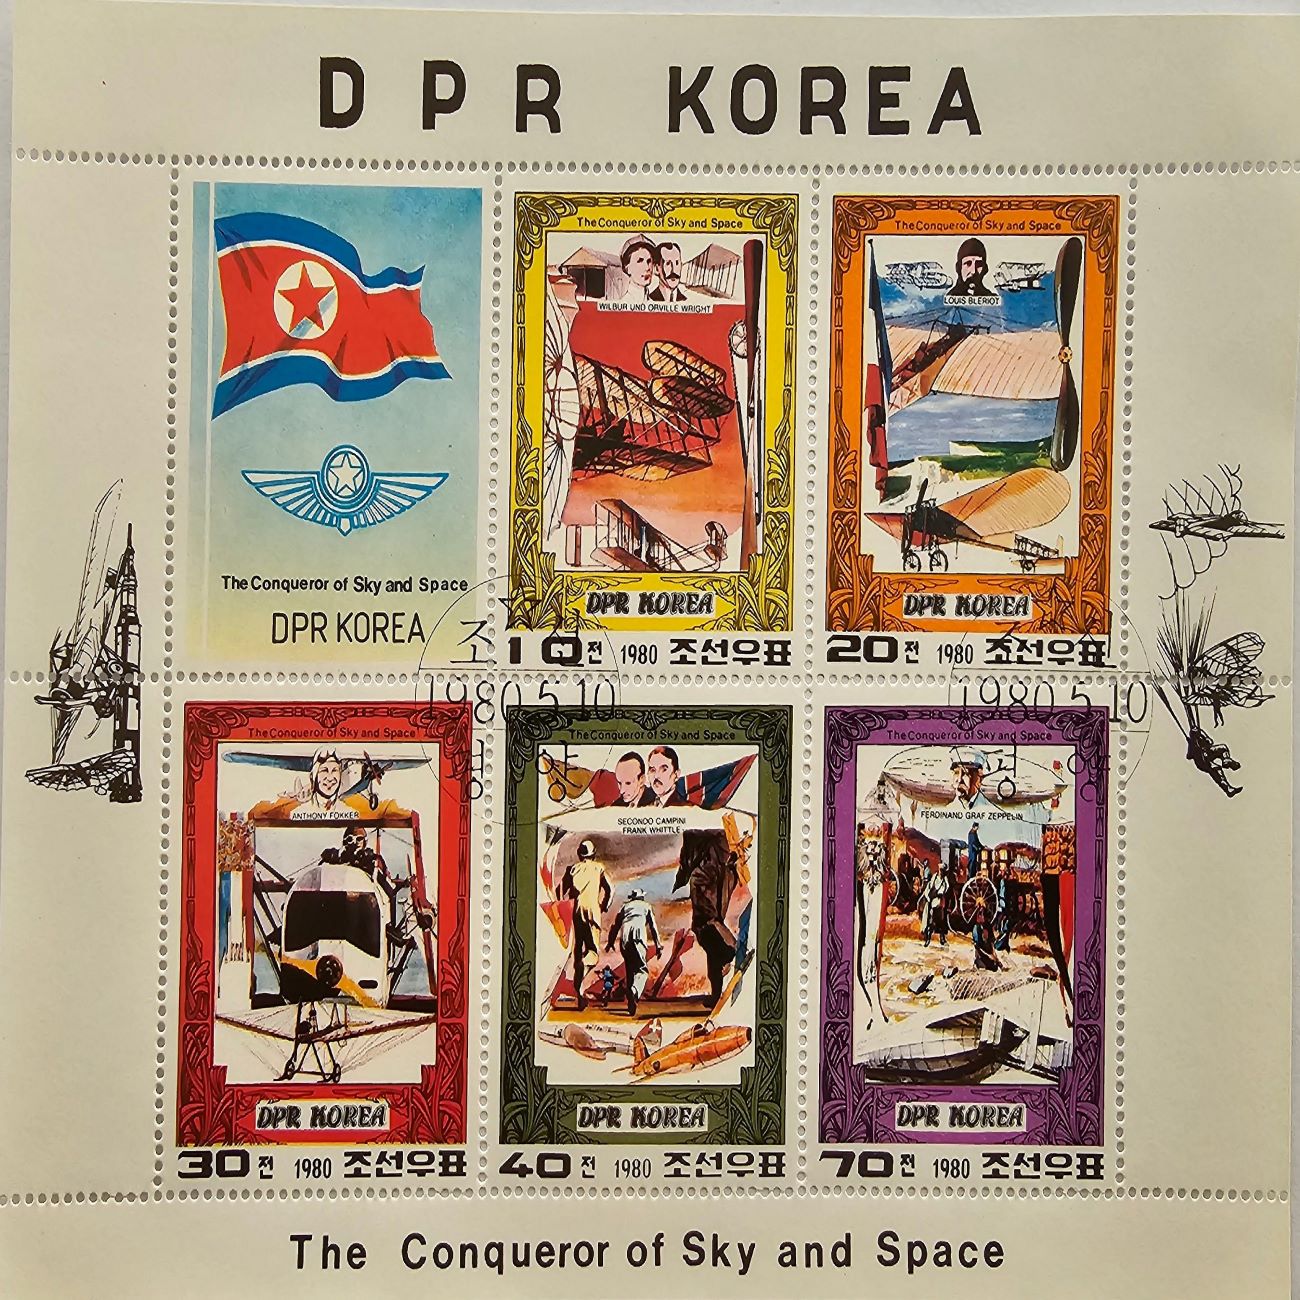 DPR KOREA
The Conqueror of Sky and Space
DPR KOREA
The Conqueror of Sky and Space
WILBUR UND ORVILLE WRIGHT
DPR KOREA
10전 1980 조선우표
The Conqueror of Sky and Space
LOUIS BLERIOT
DPR KOREA
20전 1980 조선우표
1980.5.10
1980.5.10
The Conqueror of Sky and Space
ANTHONY FOKKER
DPR KOREA
30전 1980 조선우표
The Conqueror of Sky and Space
SECONDO CAMPINI
FRANK WHITTLE
DPR KOREA
40전 1980 조선우표
The Conqueror of Sky and Space
FERDINAND GRAF ZEPPELIN
DPR KOREA
70전 1980 조선우표
The Conqueror of Sky and Space